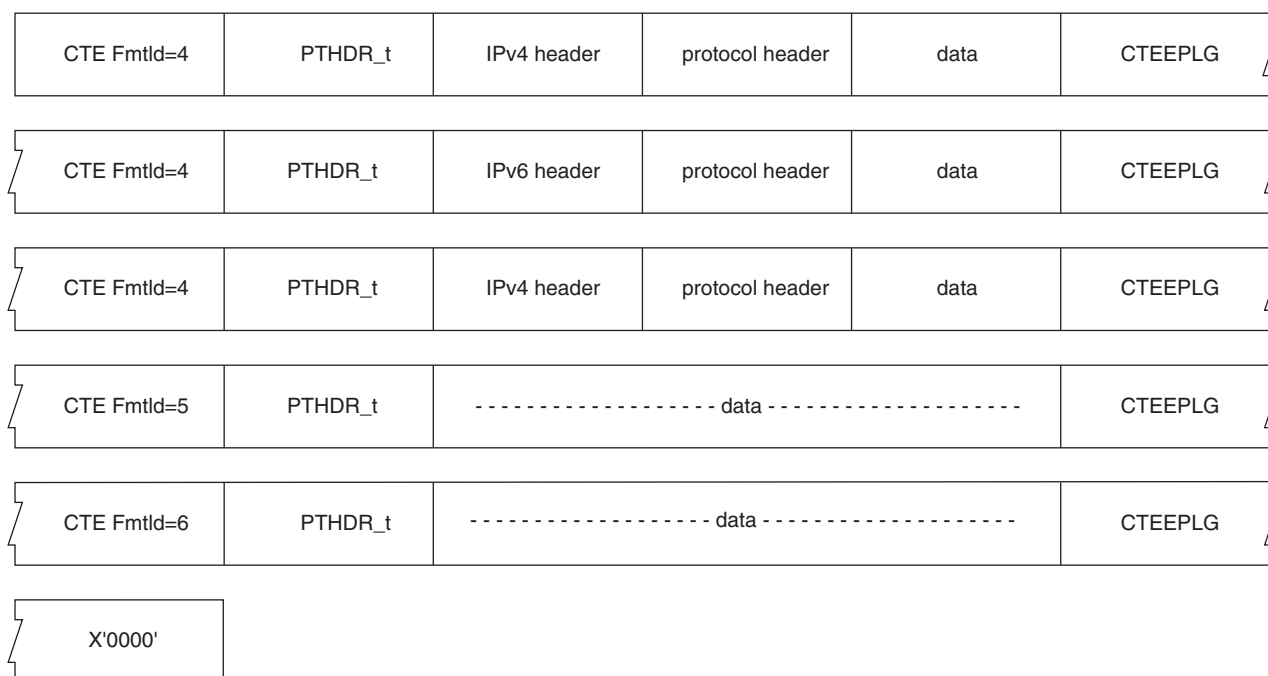 CTE FmtId=4 PTHDR_t IPv4 header protocol header data CTEEPLG
CTE FmtId=4 PTHDR_t IPv6 header protocol header data CTEEPLG
CTE FmtId=4 PTHDR_t IPv4 header protocol header data CTEEPLG
CTE FmtId=5 PTHDR_t - - - - - - - - - - - - - - - - - - - data - - - - - - - - - - - - - - - - - - - - CTEEPLG
CTE FmtId=6 PTHDR_t - - - - - - - - - - - - - - - - - - - data - - - - - - - - - - - - - - - - - - - - CTEEPLG
X'0000'